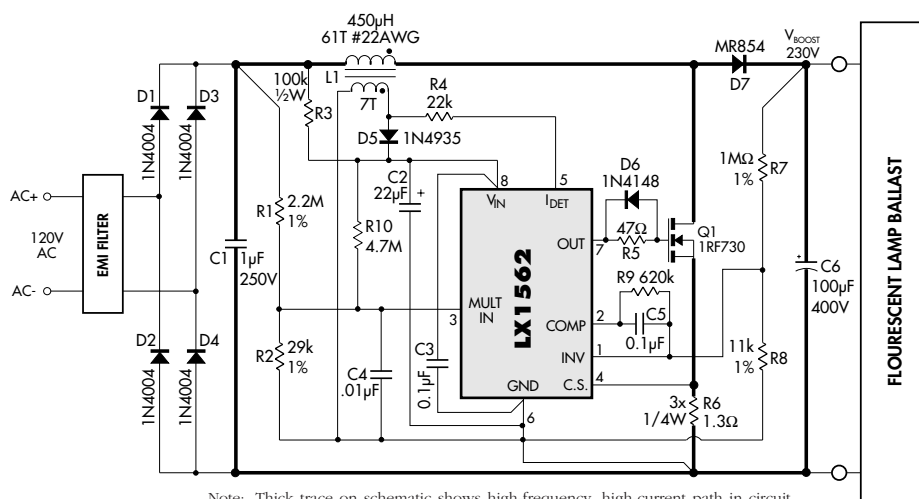 450µH
61T #22AWG
L1
7T
100k
½W
R3
R4
22k
D5
1N4935
V_BOOST
230V
MR854
D7
D1
D3
1N4004
1N4004
AC+
120V
AC
AC-
EMI FILTER
C1
1µF
250V
D2
D4
1N4004
1N4004
R1
2.2M
1%
R10
4.7M
C2
22µF
+
R2
29k
1%
C4
.01µF
C3
0.1µF
8
V_IN
5
I_DET
LX1562
MULT
IN
3
OUT
7
COMP
2
INV
1
C.S.
4
GND
6
D6
1N4148
47Ω
R5
Q1
1RF730
R9 620k
C5
0.1µF
3x
1/4W
R6
1.3Ω
1MΩ
1%
R7
11k
1%
R8
+
C6
100µF
400V
FLOURESCENT LAMP BALLAST
Note: Thick trace on schematic shows high-frequency, high-current path in circuit.